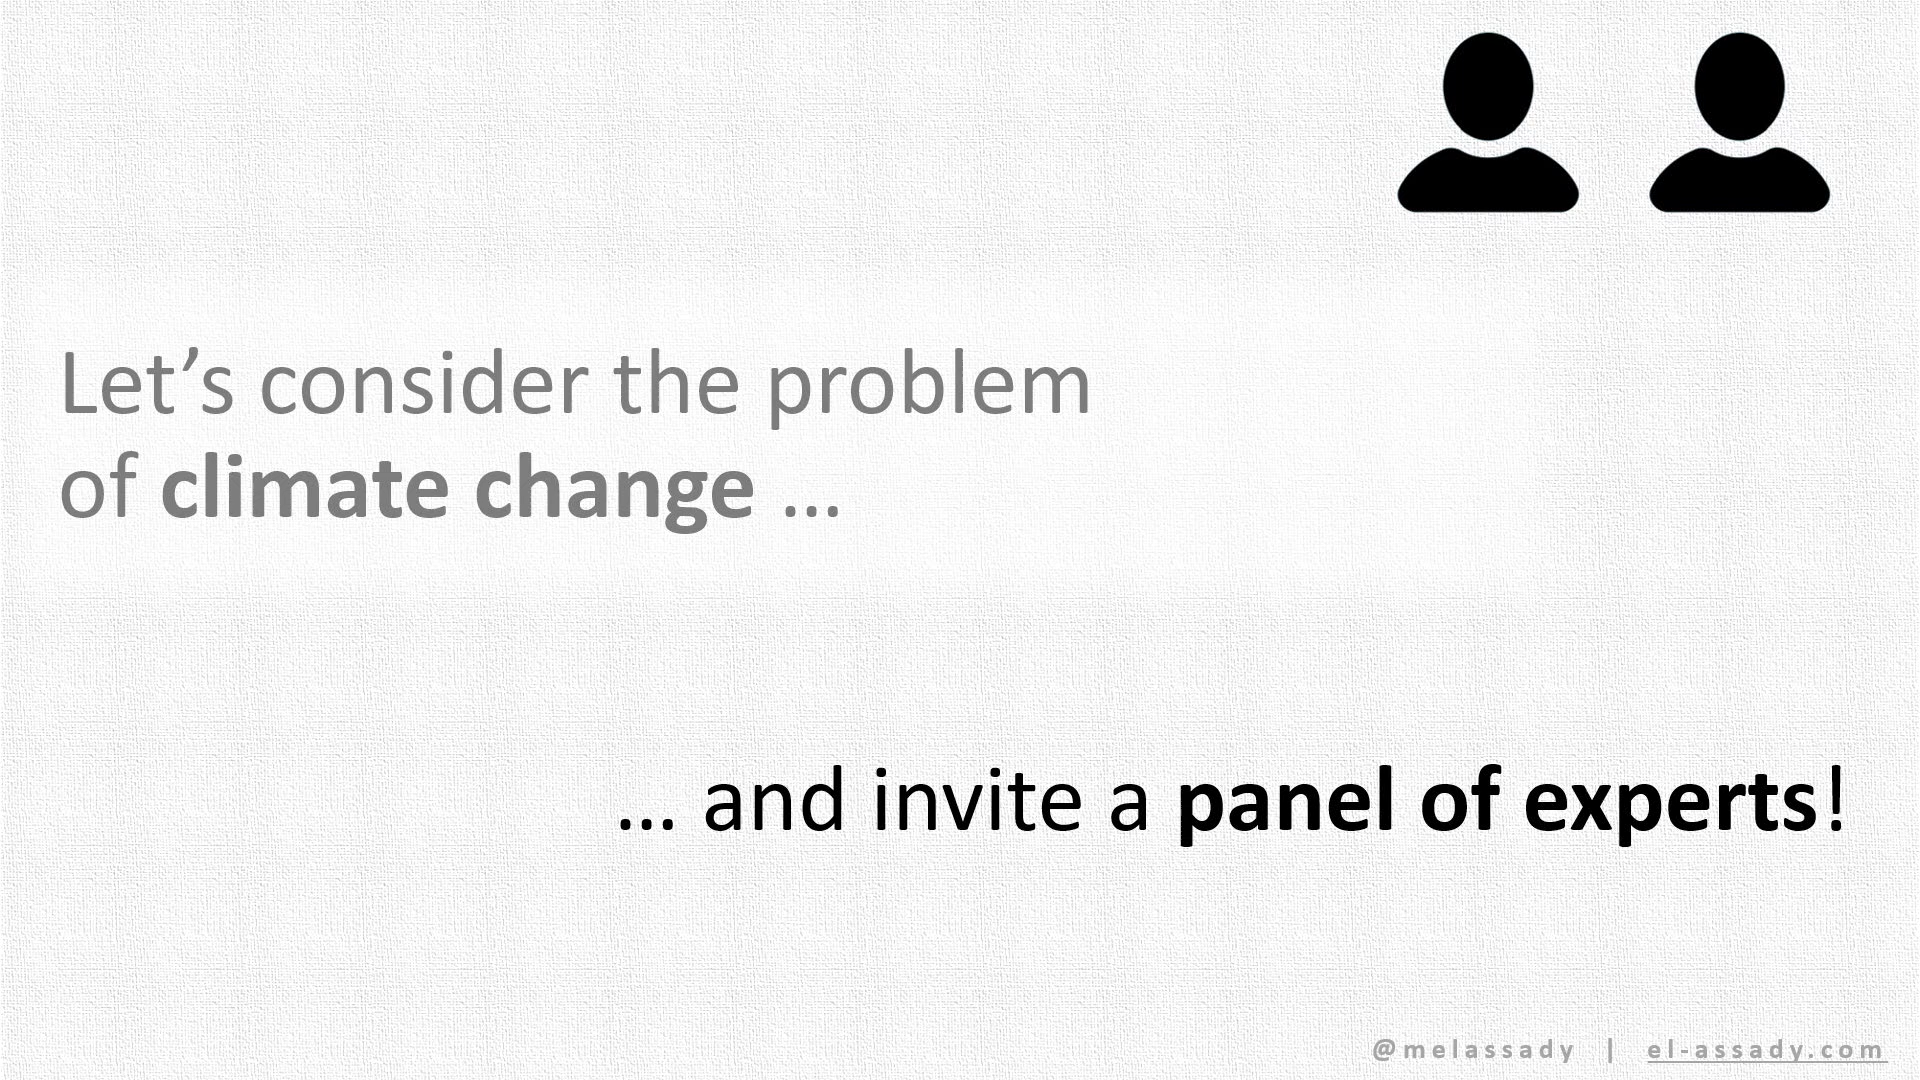 Let’s consider the problem
of climate change …
… and invite a panel of experts!
@melassady | el-assady.com